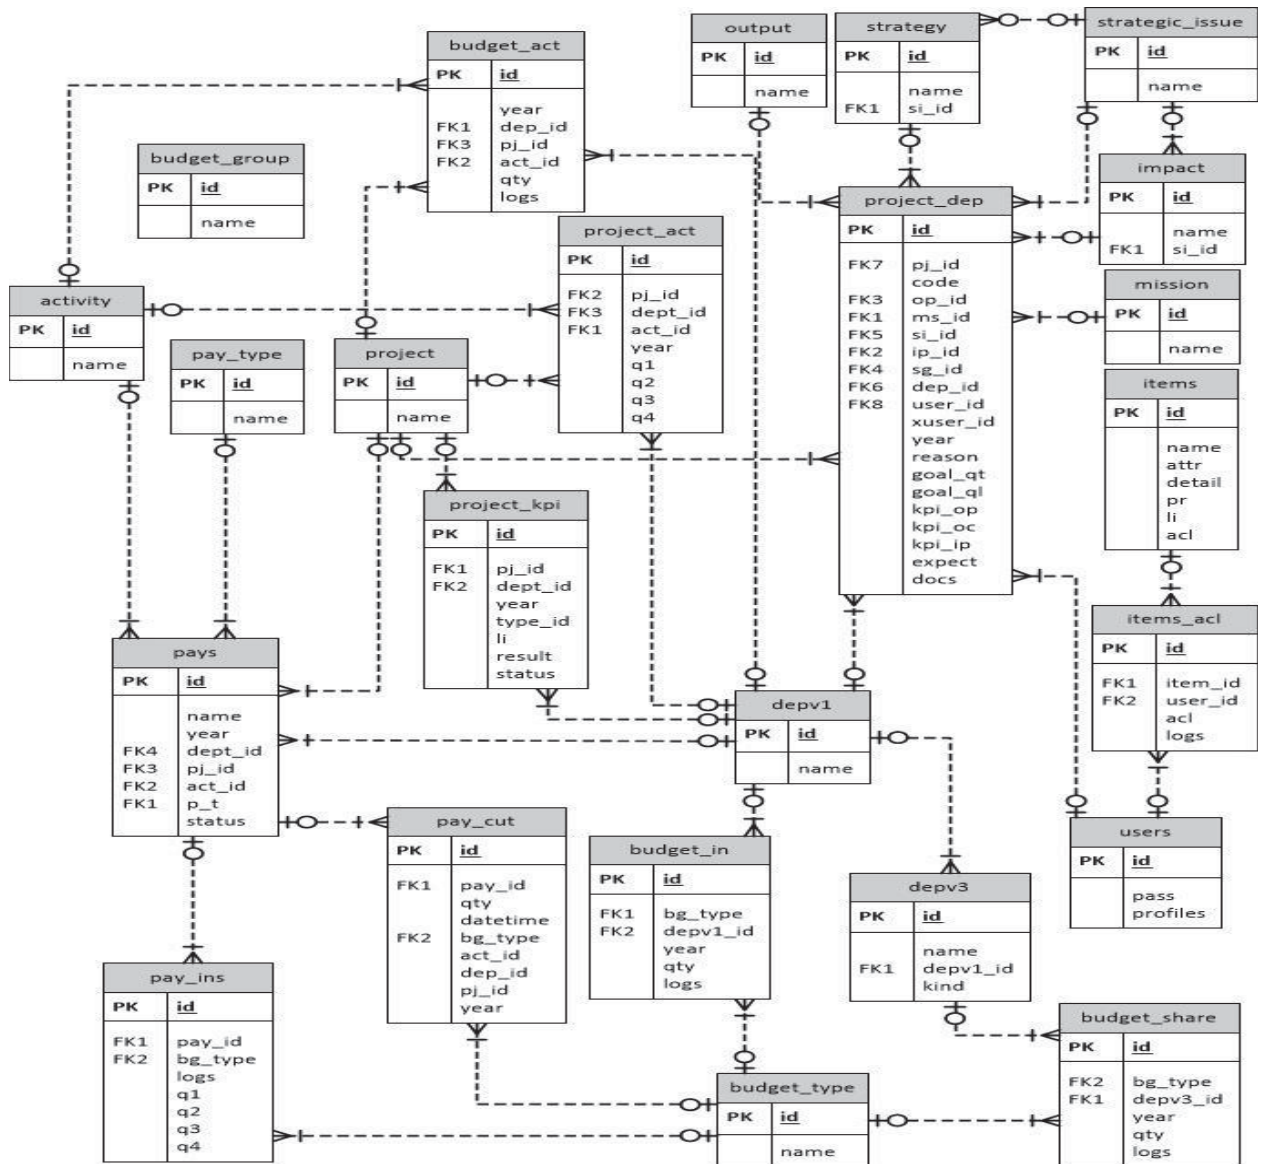 output
PK id
name
strategy
PK id
name
FK1 si_id
strategic_issue
PK id
name
budget_act
PK id
year
FK1 dep_id
FK3 pj_id
FK2 act_id
qty
logs
budget_group
PK id
name
impact
PK id
name
FK1 si_id
project_dep
PK id
FK7 pj_id
code
FK3 op_id
FK1 ms_id
FK5 si_id
FK2 ip_id
FK4 sg_id
FK6 dep_id
FK8 user_id
xuser_id
year
reason
goal_qt
goal_ql
kpi_op
kpi_oc
kpi_ip
expect
docs
project_act
PK id
FK2 pj_id
FK3 dept_id
FK1 act_id
year
q1
q2
q3
q4
mission
PK id
name
activity
PK id
name
pay_type
PK id
name
project
PK id
name
items
PK id
name
attr
detail
pr
li
acl
project_kpi
PK id
FK1 pj_id
FK2 dept_id
year
type_id
li
result
status
items_acl
PK id
FK1 item_id
FK2 user_id
acl
logs
pays
PK id
name
year
FK4 dept_id
FK3 pj_id
FK2 act_id
FK1 p_t
status
depv1
PK id
name
pay_cut
PK id
FK1 pay_id
qty
datetime
FK2 bg_type
act_id
dep_id
pj_id
year
budget_in
PK id
FK1 bg_type
FK2 depv1_id
year
qty
logs
users
PK id
pass
profiles
depv3
PK id
name
FK1 depv1_id
kind
pay_ins
PK id
FK1 pay_id
FK2 bg_type
logs
q1
q2
q3
q4
budget_share
PK id
FK2 bg_type
FK1 depv3_id
year
qty
logs
budget_type
PK id
name